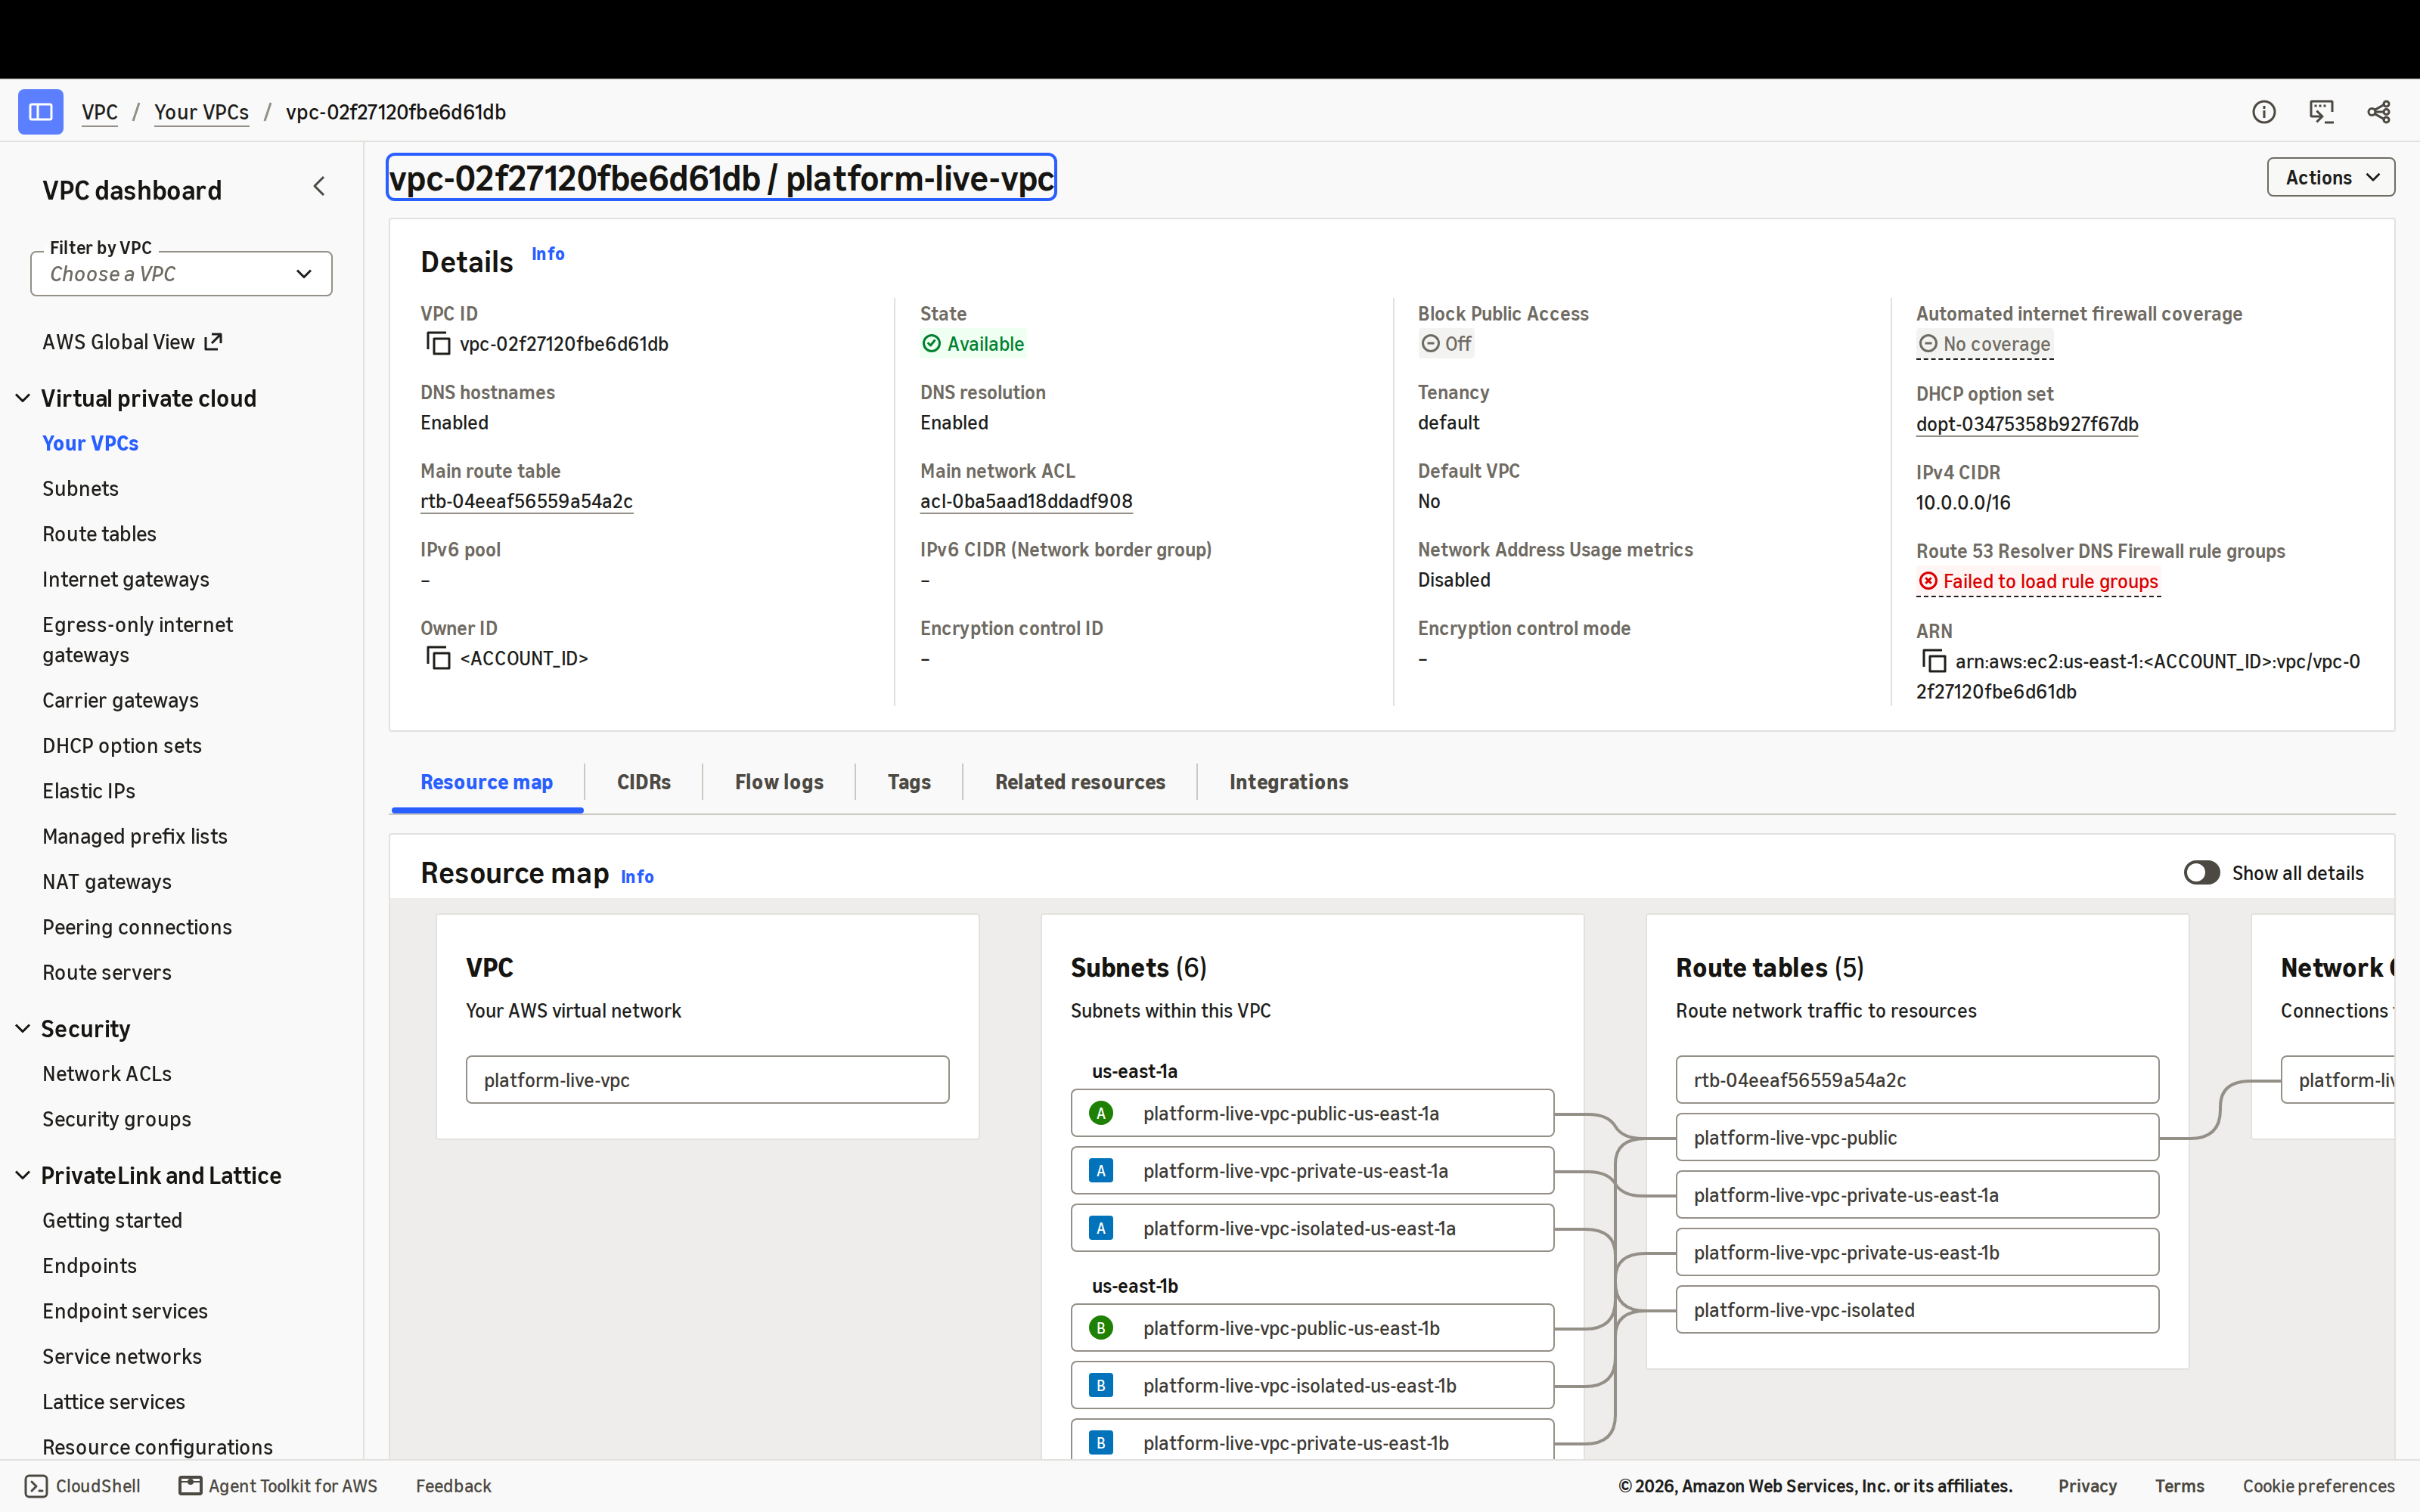 VPC / Your VPCs / vpc-02f27120fbe6d61db
VPC dashboard
Filter by VPC
Choose a VPC
AWS Global View
Virtual private cloud
Your VPCs
Subnets
Route tables
Internet gateways
Egress-only internet
gateways
Carrier gateways
DHCP option sets
Elastic IPs
Managed prefix lists
NAT gateways
Peering connections
Route servers
Security
Network ACLs
Security groups
PrivateLink and Lattice
Getting started
Endpoints
Endpoint services
Service networks
Lattice services
Resource configurations
vpc-02f27120fbe6d61db / platform-live-vpc
Actions
Details Info
VPC ID
vpc-02f27120fbe6d61db
DNS hostnames
Enabled
Main route table
rtb-04eeaf56559a54a2c
IPv6 pool
–
Owner ID
<ACCOUNT_ID>
State
Available
DNS resolution
Enabled
Main network ACL
acl-0ba5aad18ddadf908
IPv6 CIDR (Network border group)
–
Encryption control ID
–
Block Public Access
Off
Tenancy
default
Default VPC
No
Network Address Usage metrics
Disabled
Encryption control mode
–
Automated internet firewall coverage
No coverage
DHCP option set
dopt-03475358b927f67db
IPv4 CIDR
10.0.0.0/16
Route 53 Resolver DNS Firewall rule groups
Failed to load rule groups
ARN
arn:aws:ec2:us-east-1:<ACCOUNT_ID>:vpc/vpc-0
2f27120fbe6d61db
Resource map CIDRs Flow logs Tags Related resources Integrations
Resource map Info
Show all details
VPC
Your AWS virtual network
platform-live-vpc
Subnets (6)
Subnets within this VPC
us-east-1a
A platform-live-vpc-public-us-east-1a
A platform-live-vpc-private-us-east-1a
A platform-live-vpc-isolated-us-east-1a
us-east-1b
B platform-live-vpc-public-us-east-1b
B platform-live-vpc-isolated-us-east-1b
B platform-live-vpc-private-us-east-1b
Route tables (5)
Route network traffic to resources
rtb-04eeaf56559a54a2c
platform-live-vpc-public
platform-live-vpc-private-us-east-1a
platform-live-vpc-private-us-east-1b
platform-live-vpc-isolated
Network
Connections
platform-liv
CloudShell Agent Toolkit for AWS Feedback
© 2026, Amazon Web Services, Inc. or its affiliates. Privacy Terms Cookie preferences